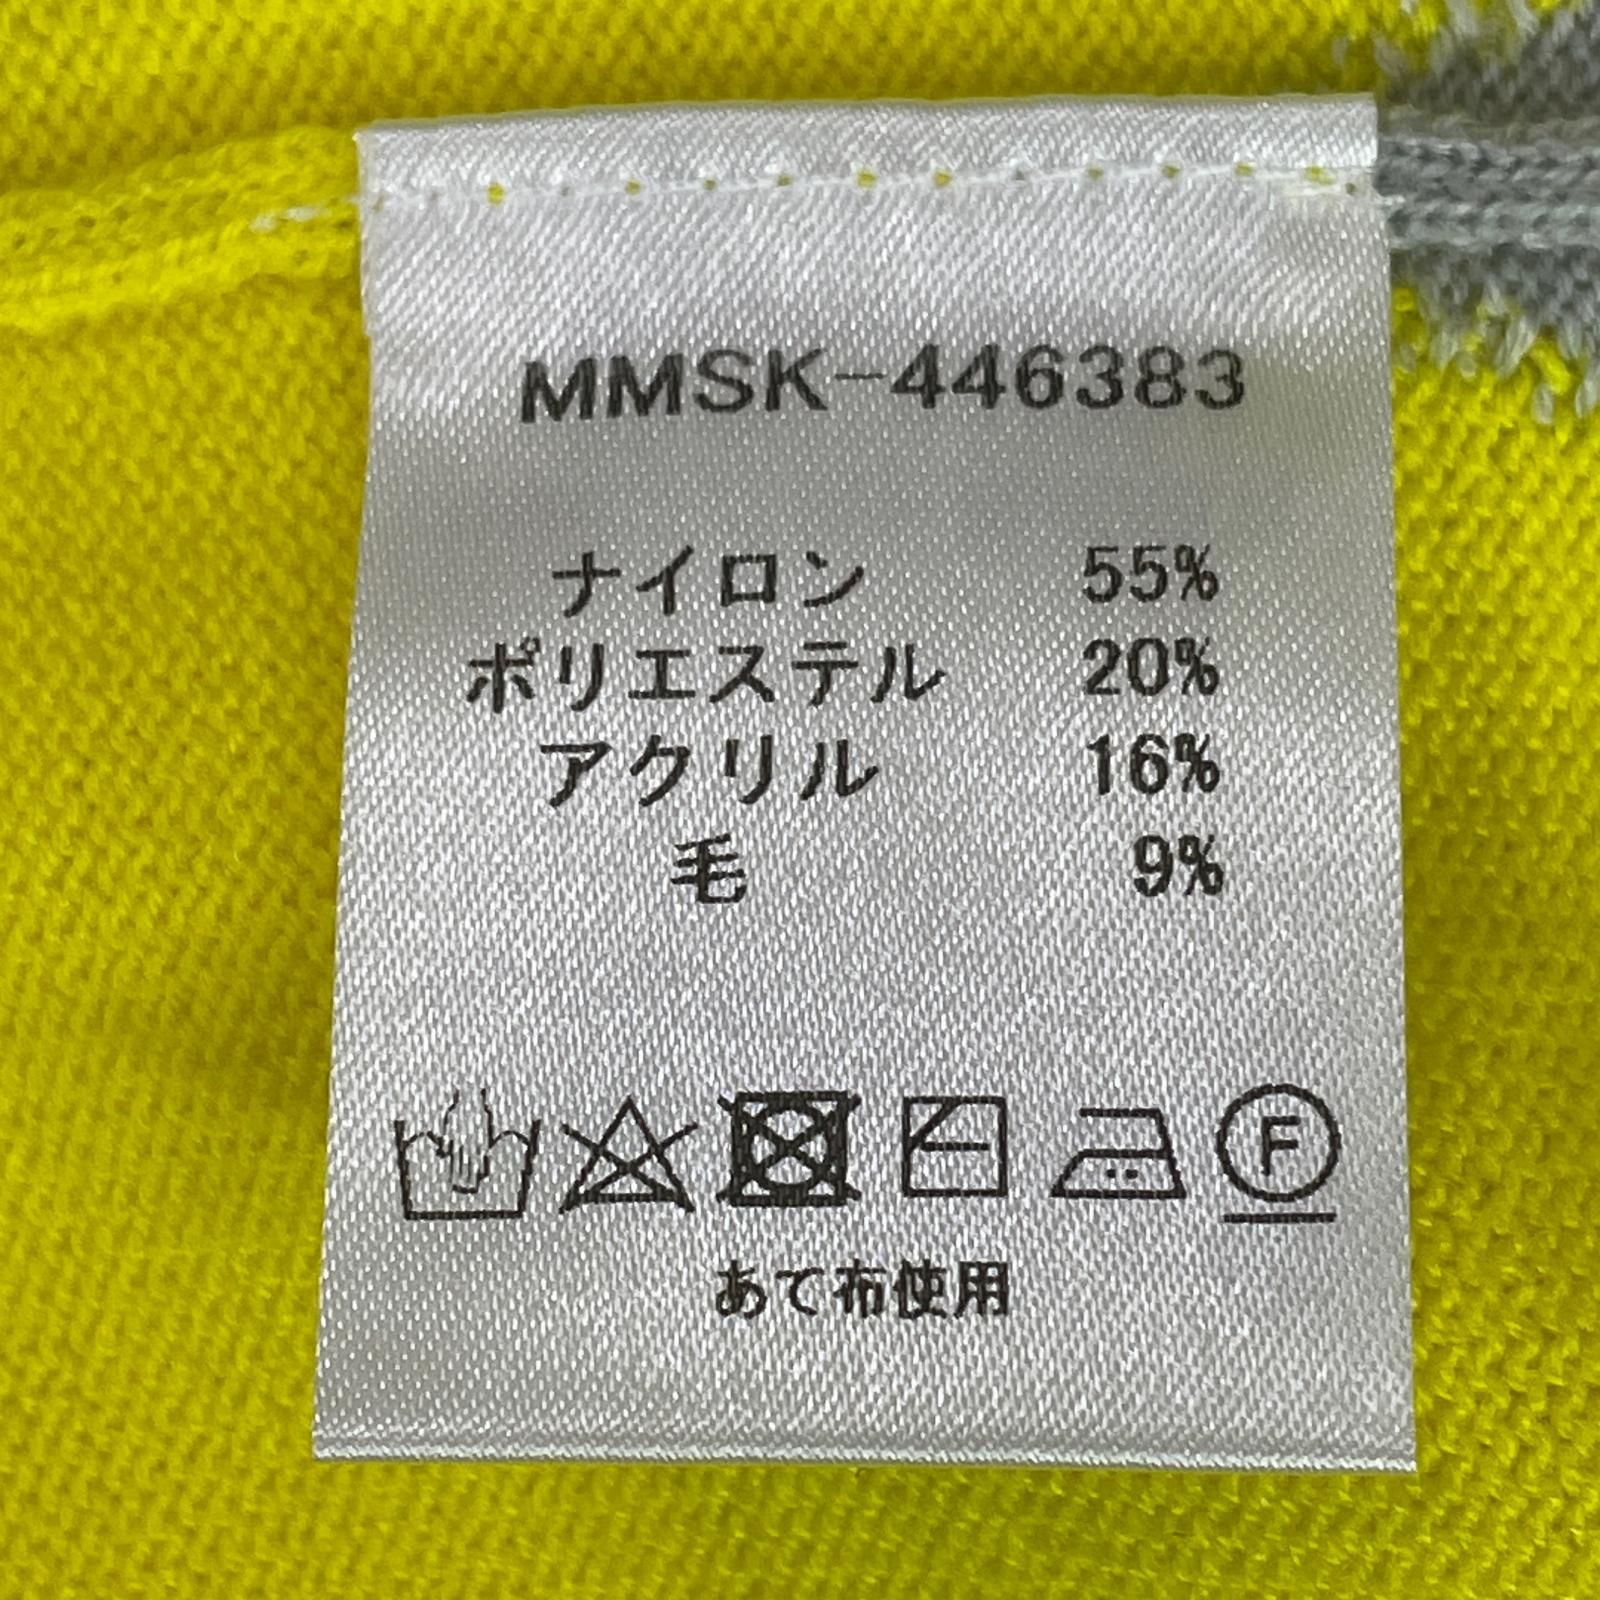 MMSK-446383
ナイロン 55%
ポリエステル 20%
アクリル 16%
毛 9%
F
あて布使用